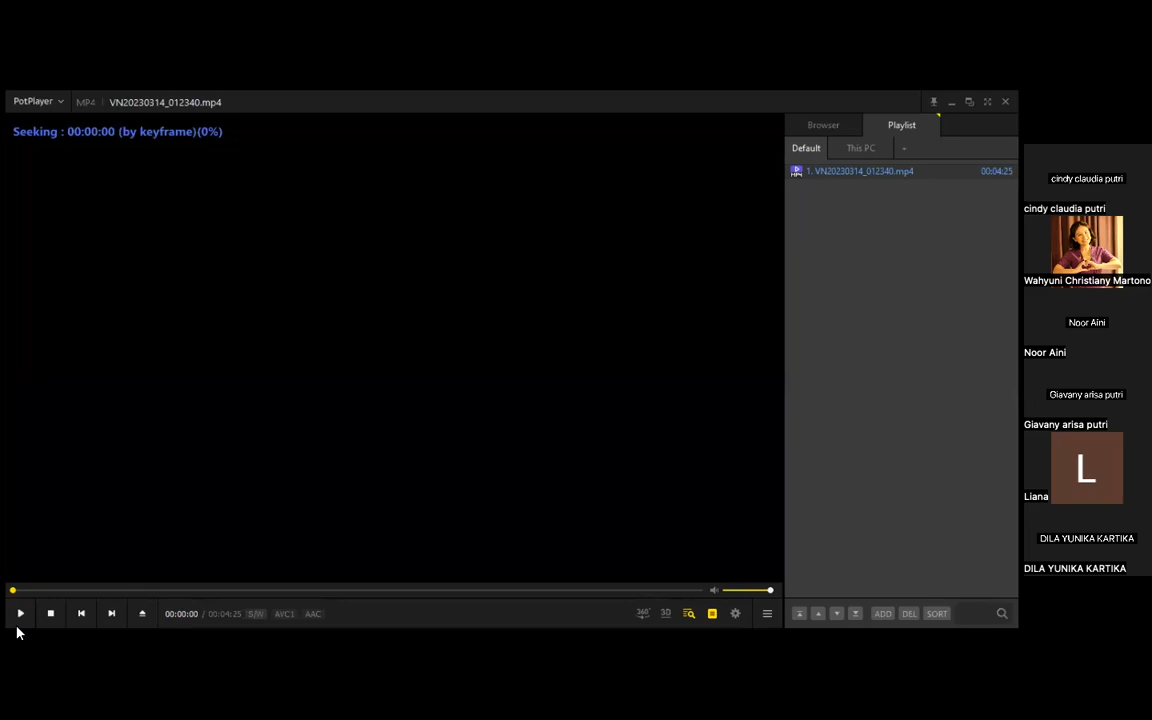 PotPlayer MP4 VN20230314_012340.mp4
Seeking : 00:00:00 (by keyframe)(0%)
Browser Playlist
Default This PC
1. VN20230314_012340.mp4 00:04:25
00:00:00 / 00:04:25 S/W AVC1 AAC
360° 3D
ADD DEL SORT
cindy claudia putri
cindy claudia putri
Wahyuni Christiany Martono
Noor Aini
Noor Aini
Giavany arisa putri
Giavany arisa putri
L
Liana
DILA YUNIKA KARTIKA
DILA YUNIKA KARTIKA